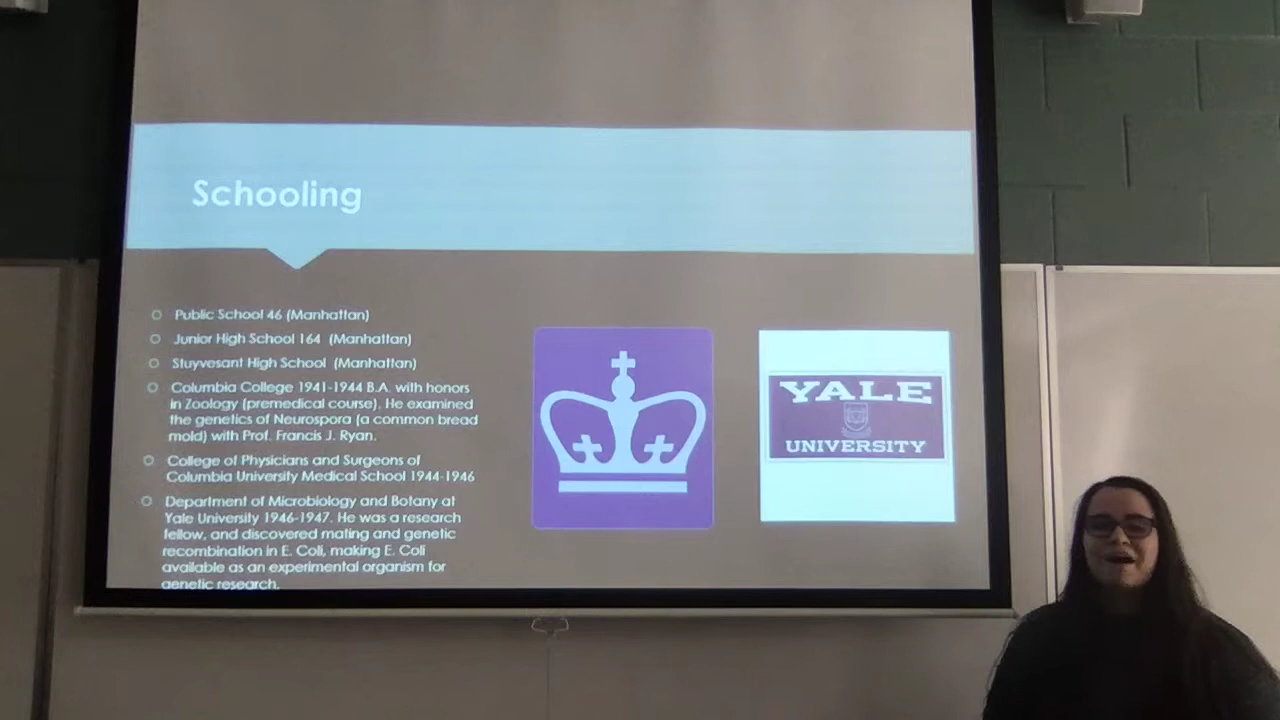 Schooling
Public School 46 (Manhattan)
Junior High School 164 (Manhattan)
Stuyvesant High School (Manhattan)
Columbia College 1941-1944 B.A. with honors
in Zoology (premedical course). He examined
the genetics of Neurospora (a common bread
mold) with Prof. Francis J. Ryan.
College of Physicians and Surgeons of
Columbia University Medical School 1944-1946
Department of Microbiology and Botany at
Yale University 1946-1947. He was a research
fellow, and discovered mating and genetic
recombination in E. Coli, making E. Coli
available as an experimental organism for
genetic research.
YALE
UNIVERSITY